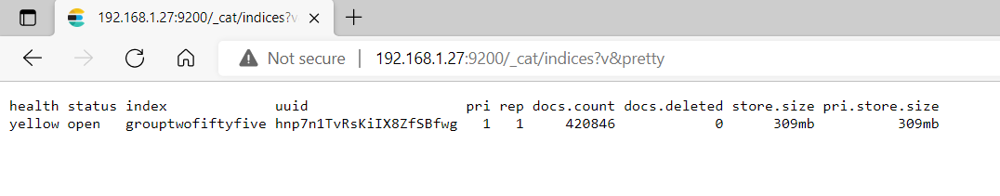 192.168.1.27:9200/_cat/indices?v
Not secure | 192.168.1.27:9200/_cat/indices?v&pretty
health status index uuid pri rep docs.count docs.deleted store.size pri.store.size
yellow open grouptwofiftyfive hnp7n1TvRsKiIX8ZfSBfwg 1 1 420846 0 309mb 309mb